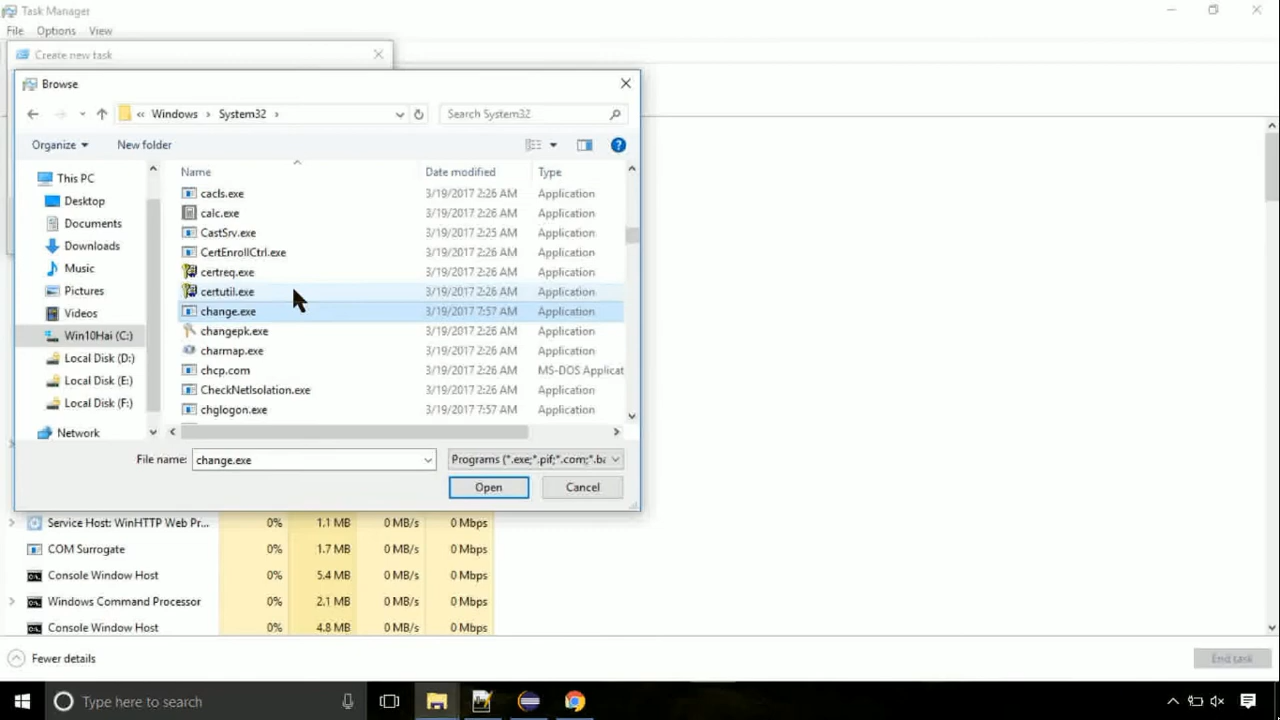 Task Manager
File Options View
Create new task
Browse
« Windows › System32 ›
Search System32
Organize New folder
Name Date modified Type
This PC
Desktop
Documents
Downloads
Music
Pictures
Videos
Win10Hai (C:)
Local Disk (D:)
Local Disk (E:)
Local Disk (F:)
Network
cacls.exe 3/19/2017 2:26 AM Application
calc.exe 3/19/2017 2:26 AM Application
CastSrv.exe 3/19/2017 2:25 AM Application
CertEnrollCtrl.exe 3/19/2017 2:26 AM Application
certreq.exe 3/19/2017 2:26 AM Application
certutil.exe 3/19/2017 2:26 AM Application
change.exe 3/19/2017 7:57 AM Application
changepk.exe 3/19/2017 2:26 AM Application
charmap.exe 3/19/2017 2:26 AM Application
chcp.com 3/19/2017 2:26 AM MS-DOS Applicat
CheckNetIsolation.exe 3/19/2017 2:26 AM Application
chglogon.exe 3/19/2017 7:57 AM Application
File name: change.exe Programs (*.exe;*.pif;*.com;*.ba
Open Cancel
Service Host: WinHTTP Web Pr... 0% 1.1 MB 0 MB/s 0 Mbps
COM Surrogate 0% 1.7 MB 0 MB/s 0 Mbps
Console Window Host 0% 5.4 MB 0 MB/s 0 Mbps
Windows Command Processor 0% 2.1 MB 0 MB/s 0 Mbps
Console Window Host 0% 4.8 MB 0 MB/s 0 Mbps
Fewer details
End task
Type here to search